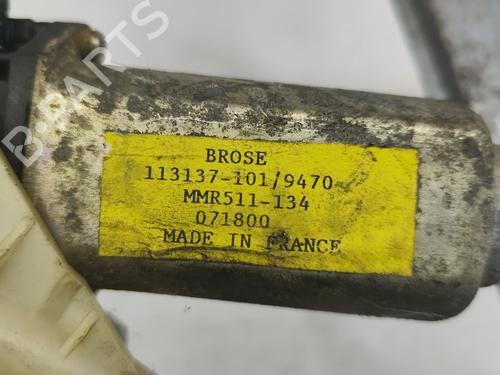 B-PARTS
BROSE
113137-101/9470
MMR511-134
071800
MADE IN FRANCE